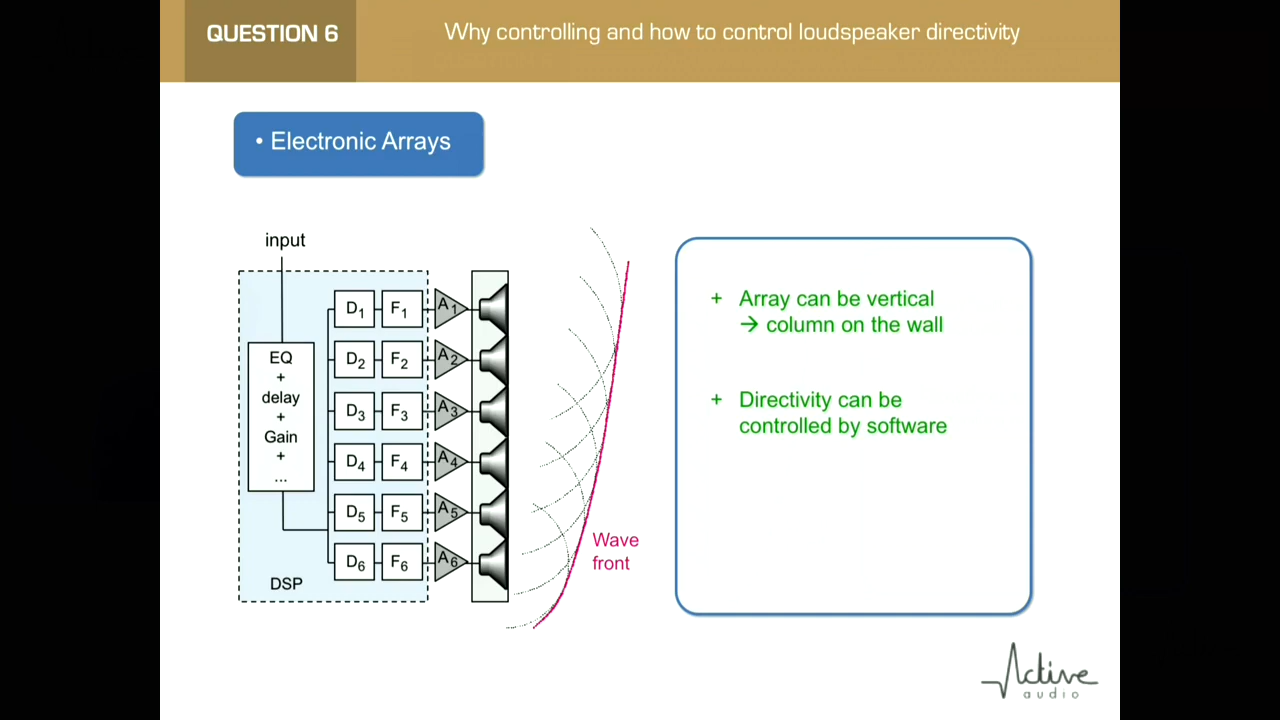 QUESTION 6
Why controlling and how to control loudspeaker directivity
• Electronic Arrays
input
EQ
+
delay
+
Gain
+
...
DSP
D1 F1 A1
D2 F2 A2
D3 F3 A3
D4 F4 A4
D5 F5 A5
D6 F6 A6
Wave
front
+ Array can be vertical
→ column on the wall
+ Directivity can be
controlled by software
Active
audio